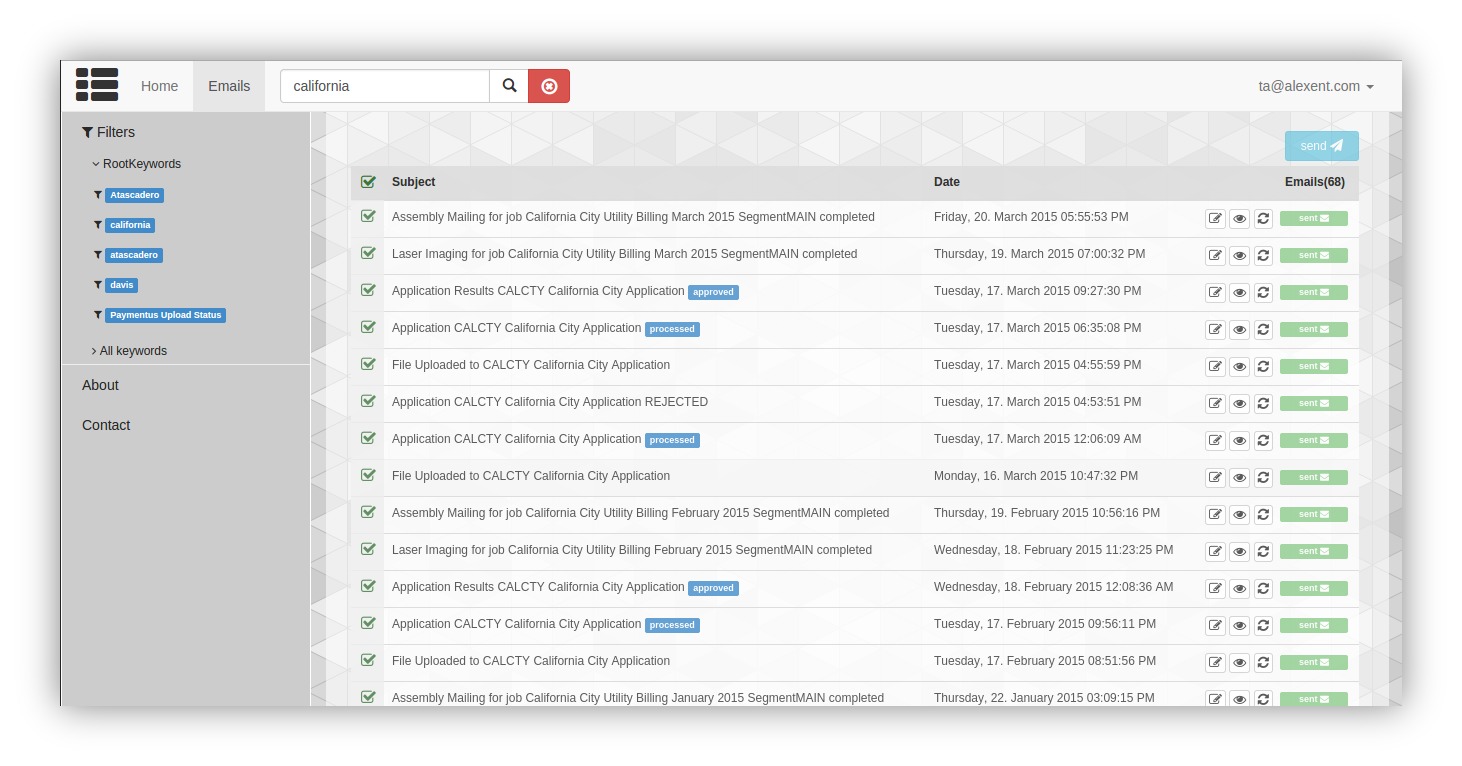 Home Emails california ta@alexent.com
Filters
RootKeywords
Atascadero
california
atascadero
davis
Paymentus Upload Status
All keywords
About
Contact
send
Subject Date Emails(68)
Assembly Mailing for job California City Utility Billing March 2015 SegmentMAIN completed Friday, 20. March 2015 05:55:53 PM sent
Laser Imaging for job California City Utility Billing March 2015 SegmentMAIN completed Thursday, 19. March 2015 07:00:32 PM sent
Application Results CALCTY California City Application approved Tuesday, 17. March 2015 09:27:30 PM sent
Application CALCTY California City Application processed Tuesday, 17. March 2015 06:35:08 PM sent
File Uploaded to CALCTY California City Application Tuesday, 17. March 2015 04:55:59 PM sent
Application CALCTY California City Application REJECTED Tuesday, 17. March 2015 04:53:51 PM sent
Application CALCTY California City Application processed Tuesday, 17. March 2015 12:06:09 AM sent
File Uploaded to CALCTY California City Application Monday, 16. March 2015 10:47:32 PM sent
Assembly Mailing for job California City Utility Billing February 2015 SegmentMAIN completed Thursday, 19. February 2015 10:56:16 PM sent
Laser Imaging for job California City Utility Billing February 2015 SegmentMAIN completed Wednesday, 18. February 2015 11:23:25 PM sent
Application Results CALCTY California City Application approved Wednesday, 18. February 2015 12:08:36 AM sent
Application CALCTY California City Application processed Tuesday, 17. February 2015 09:56:11 PM sent
File Uploaded to CALCTY California City Application Tuesday, 17. February 2015 08:51:56 PM sent
Assembly Mailing for job California City Utility Billing January 2015 SegmentMAIN completed Thursday, 22. January 2015 03:09:15 PM sent